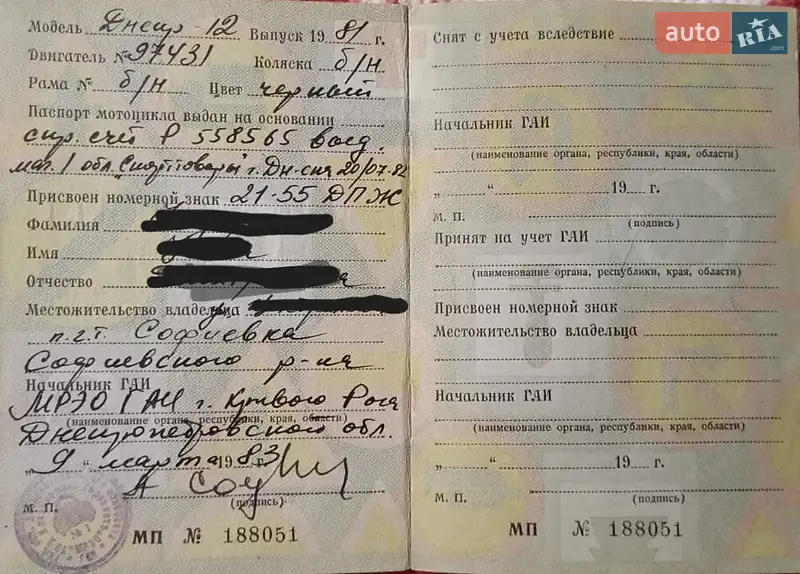 Модель Днепр-12 Выпуск 1981 г.
Двигатель № 97431 Коляска б/н
Рама № б/н Цвет черный
Паспорт мотоцикла выдан на основании
спр. счёт Р 558565 выд.
маг. 1 обл. "Спорттовары" г. Дн-ска 20/07-82
Присвоен номерной знак 21-55 ДПЖ
Фамилия
Имя
Отчество
Местожительство владельца
п.г.т. Софиевка
Софиевского р-на
Начальник ГАИ
МРЭО ГАИ г. Кривого Рога
(наименование органа, республики, края, области)
Днепропетровской обл.
„9" марта 1983 г.
(подпись)
М. П.
МП № 188051
auto RIA .com
Снят с учета вследствие
Начальник ГАИ
(наименование органа, республики, края, области)
„ " 19 г.
М. П.
(подпись)
Принят на учет ГАИ
(наименование органа, республики, края, области)
Присвоен номерной знак
Местожительство владельца
Начальник ГАИ
(наименование органа, республики, края, области)
„ " 19 г.
М. П.
(подпись)
МП № 188051